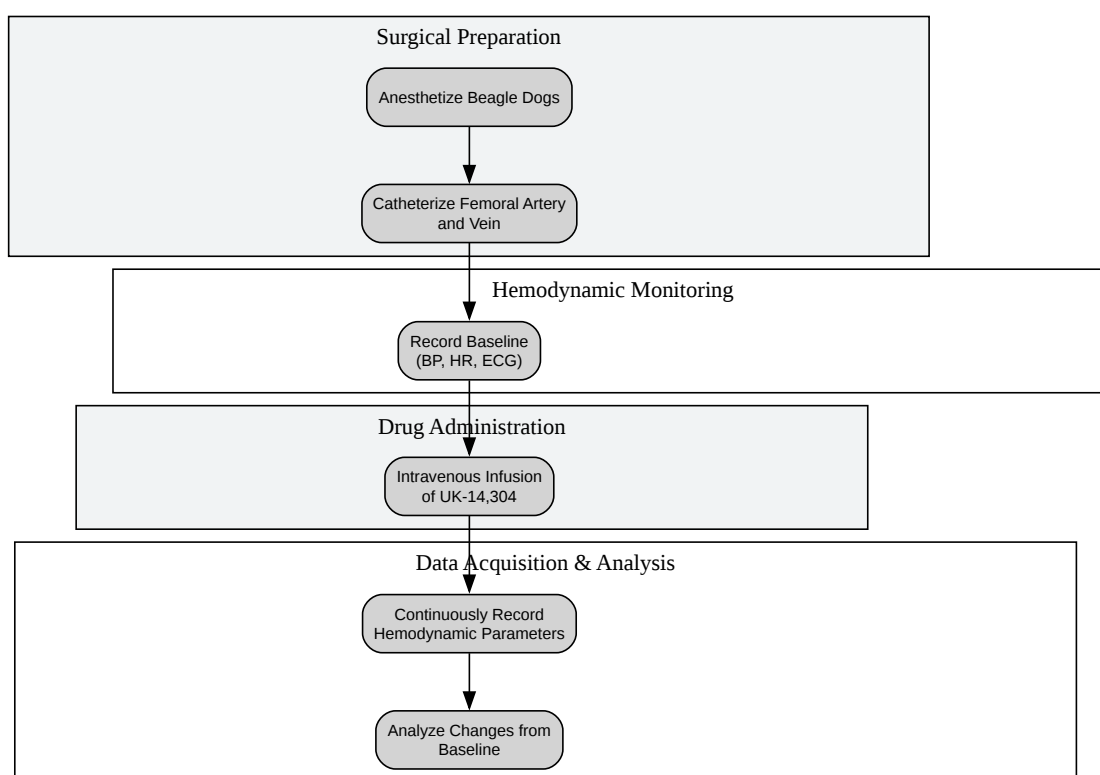 Surgical Preparation
Anesthetize Beagle Dogs
Catheterize Femoral Artery
and Vein
Hemodynamic Monitoring
Record Baseline
(BP, HR, ECG)
Drug Administration
Intravenous Infusion
of UK-14,304
Data Acquisition & Analysis
Continuously Record
Hemodynamic Parameters
Analyze Changes from
Baseline